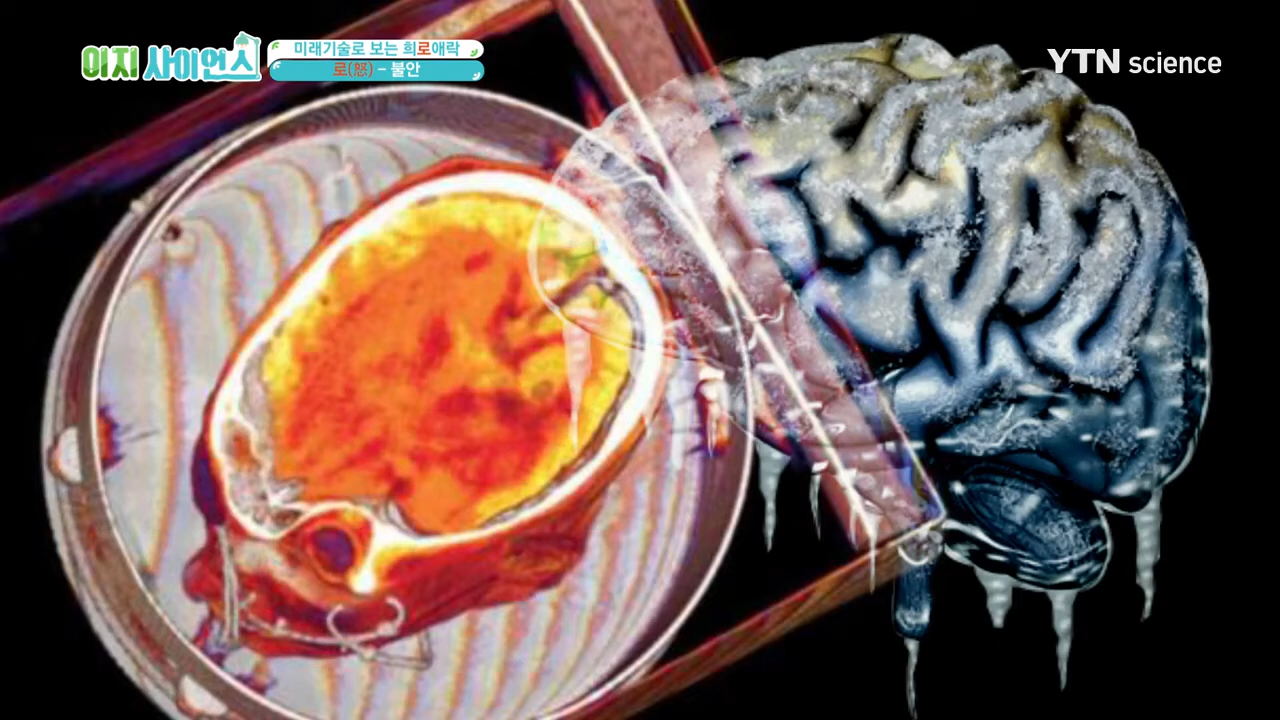 이지 사이언스
미래기술로 보는 희로애락
로(怒) - 불안
YTN science